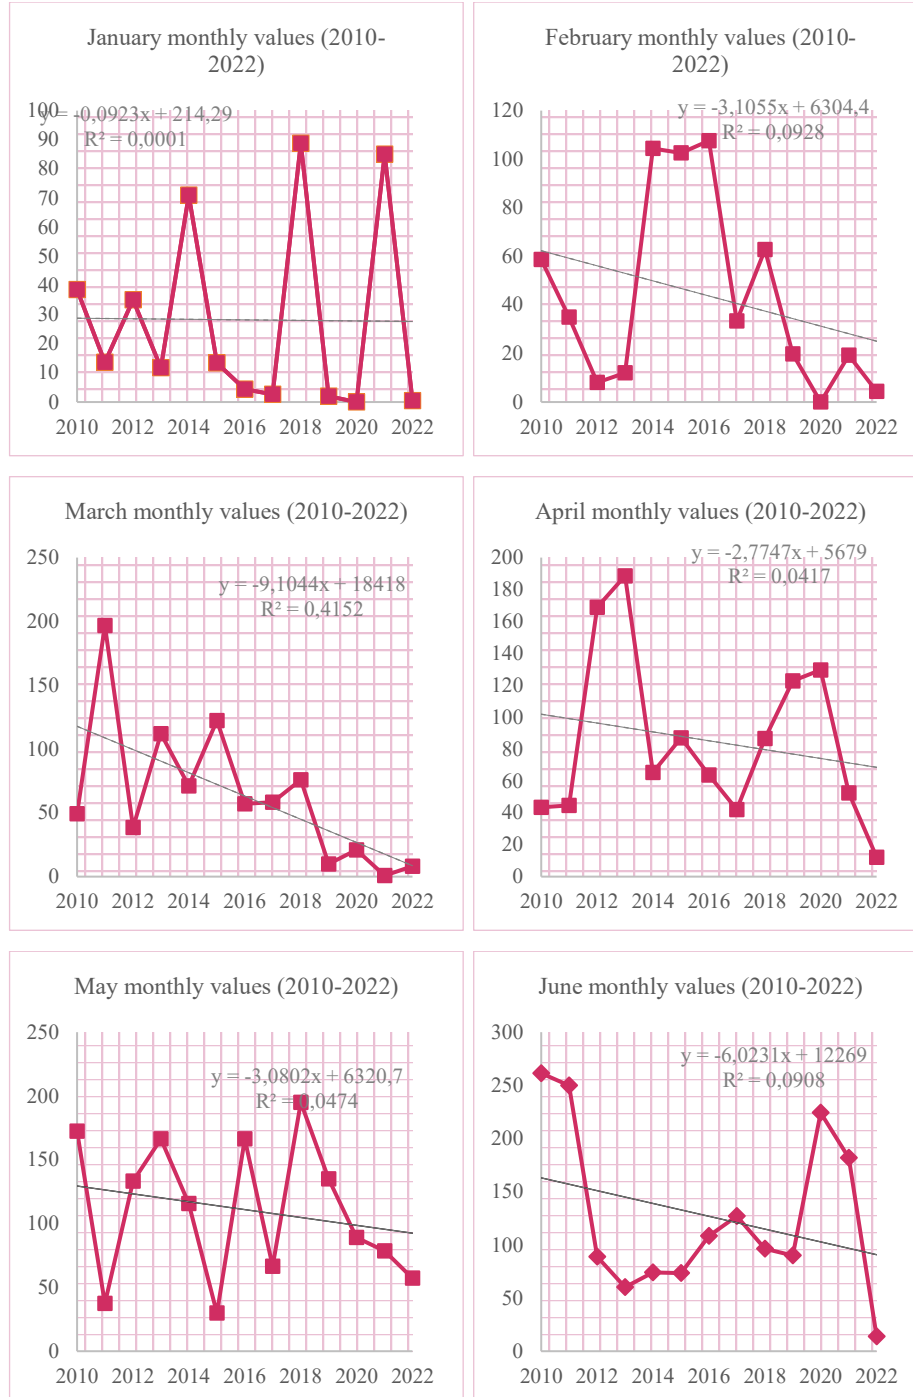 January monthly values (2010-
2022)
y = -0,0923x + 214,29
R² = 0,0001
100
90
80
70
60
50
40
30
20
10
0
2010 2012 2014 2016 2018 2020 2022
February monthly values (2010-
2022)
y = -3,1055x + 6304,4
R² = 0,0928
120
100
80
60
40
20
0
2010 2012 2014 2016 2018 2020 2022
March monthly values (2010-2022)
y = -9,1044x + 18418
R² = 0,4152
250
200
150
100
50
0
2010 2012 2014 2016 2018 2020 2022
April monthly values (2010-2022)
y = -2,7747x + 5679
R² = 0,0417
200
180
160
140
120
100
80
60
40
20
0
2010 2012 2014 2016 2018 2020 2022
May monthly values (2010-2022)
y = -3,0802x + 6320,7
R² = 0,0474
250
200
150
100
50
0
2010 2012 2014 2016 2018 2020 2022
June monthly values (2010-2022)
y = -6,0231x + 12269
R² = 0,0908
300
250
200
150
100
50
0
2010 2012 2014 2016 2018 2020 2022